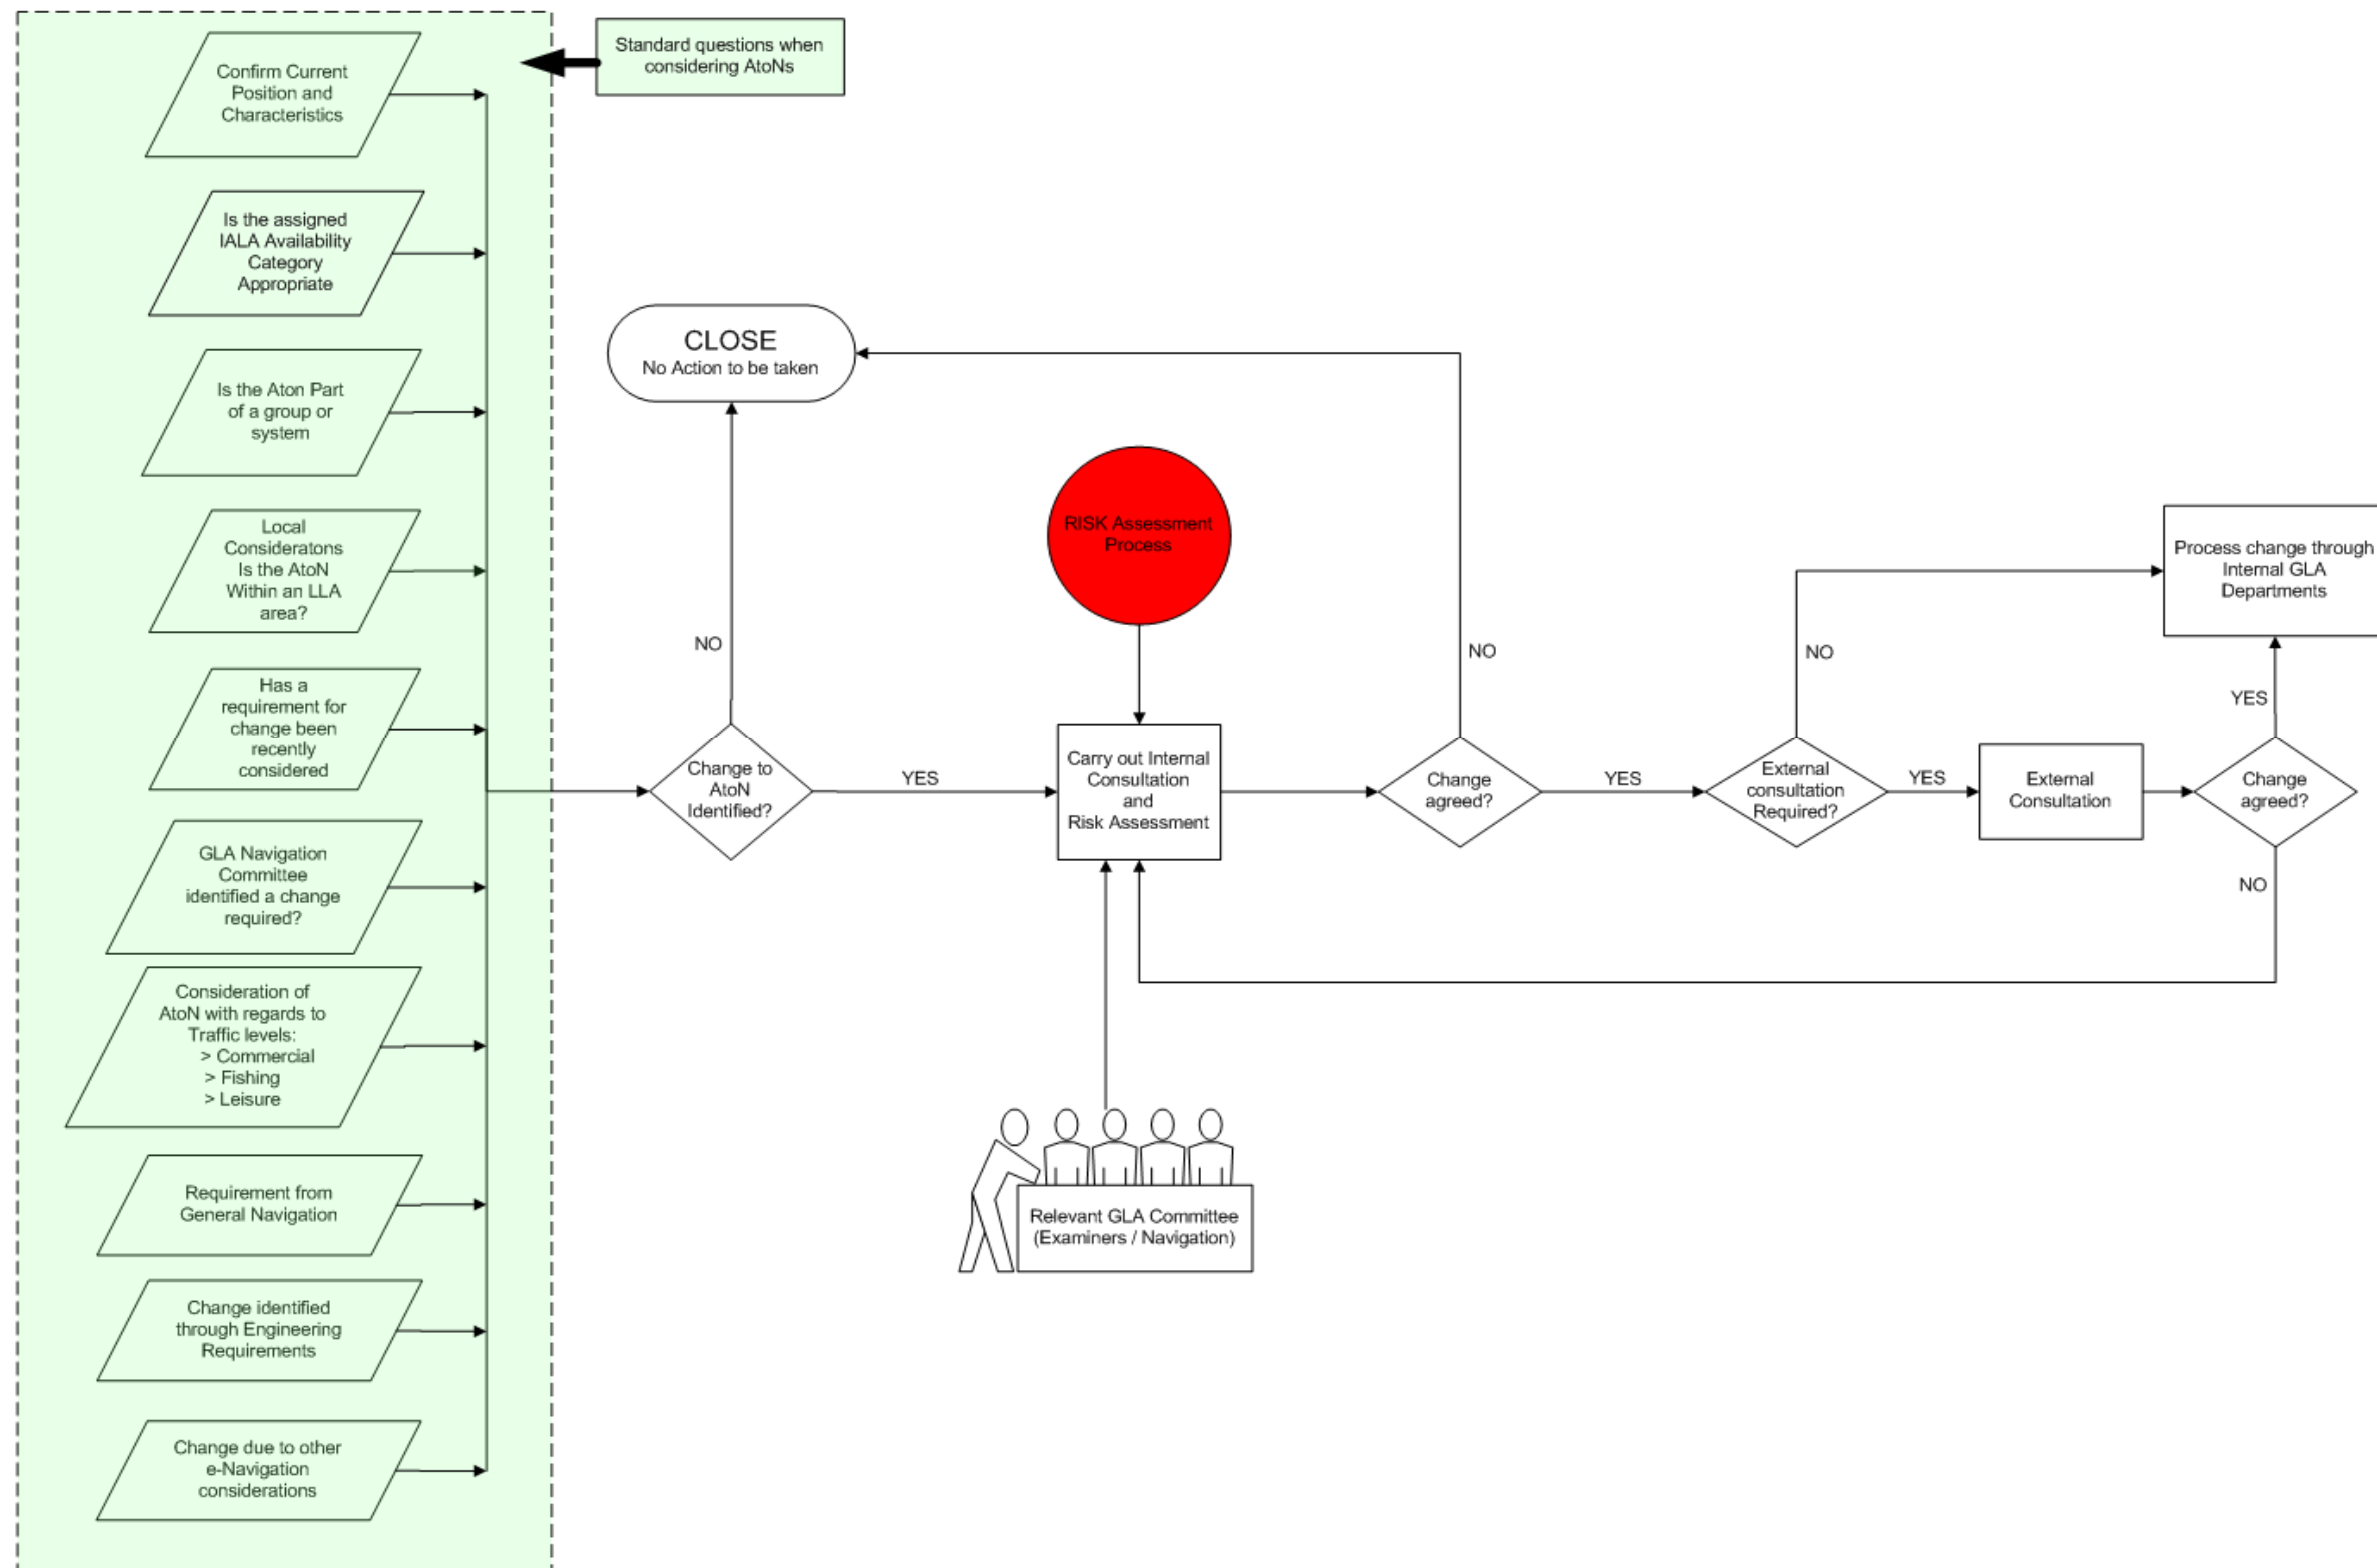 Standard questions when
considering AtoNs
Confirm Current
Position and
Characteristics
Is the assigned
IALA Availability
Category
Appropriate
Is the Aton Part
of a group or
system
Local
Consideratons
Is the AtoN
Within an LLA
area?
Has a
requirement for
change been
recently
considered
GLA Navigation
Committee
identified a change
required?
Consideration of
AtoN with regards to
Traffic levels:
> Commercial
> Fishing
> Leisure
Requirement from
General Navigation
Change identified
through Engineering
Requirements
Change due to other
e-Navigation
considerations
CLOSE
No Action to be taken
NO
Change to
AtoN
Identified?
YES
RISK Assessment
Process
Carry out Internal
Consultation
and
Risk Assessment
Relevant GLA Committee
(Examiners / Navigation)
NO
Change
agreed?
YES
NO
External
consultation
Required?
YES
External
Consultation
Process change through
Internal GLA
Departments
YES
Change
agreed?
NO